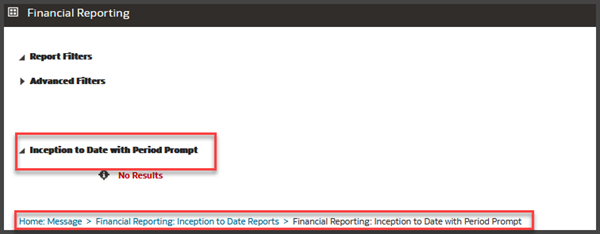 Financial Reporting
Report Filters
Advanced Filters
Inception to Date with Period Prompt
No Results
Home: Message > Financial Reporting: Inception to Date Reports > Financial Reporting: Inception to Date with Period Prompt